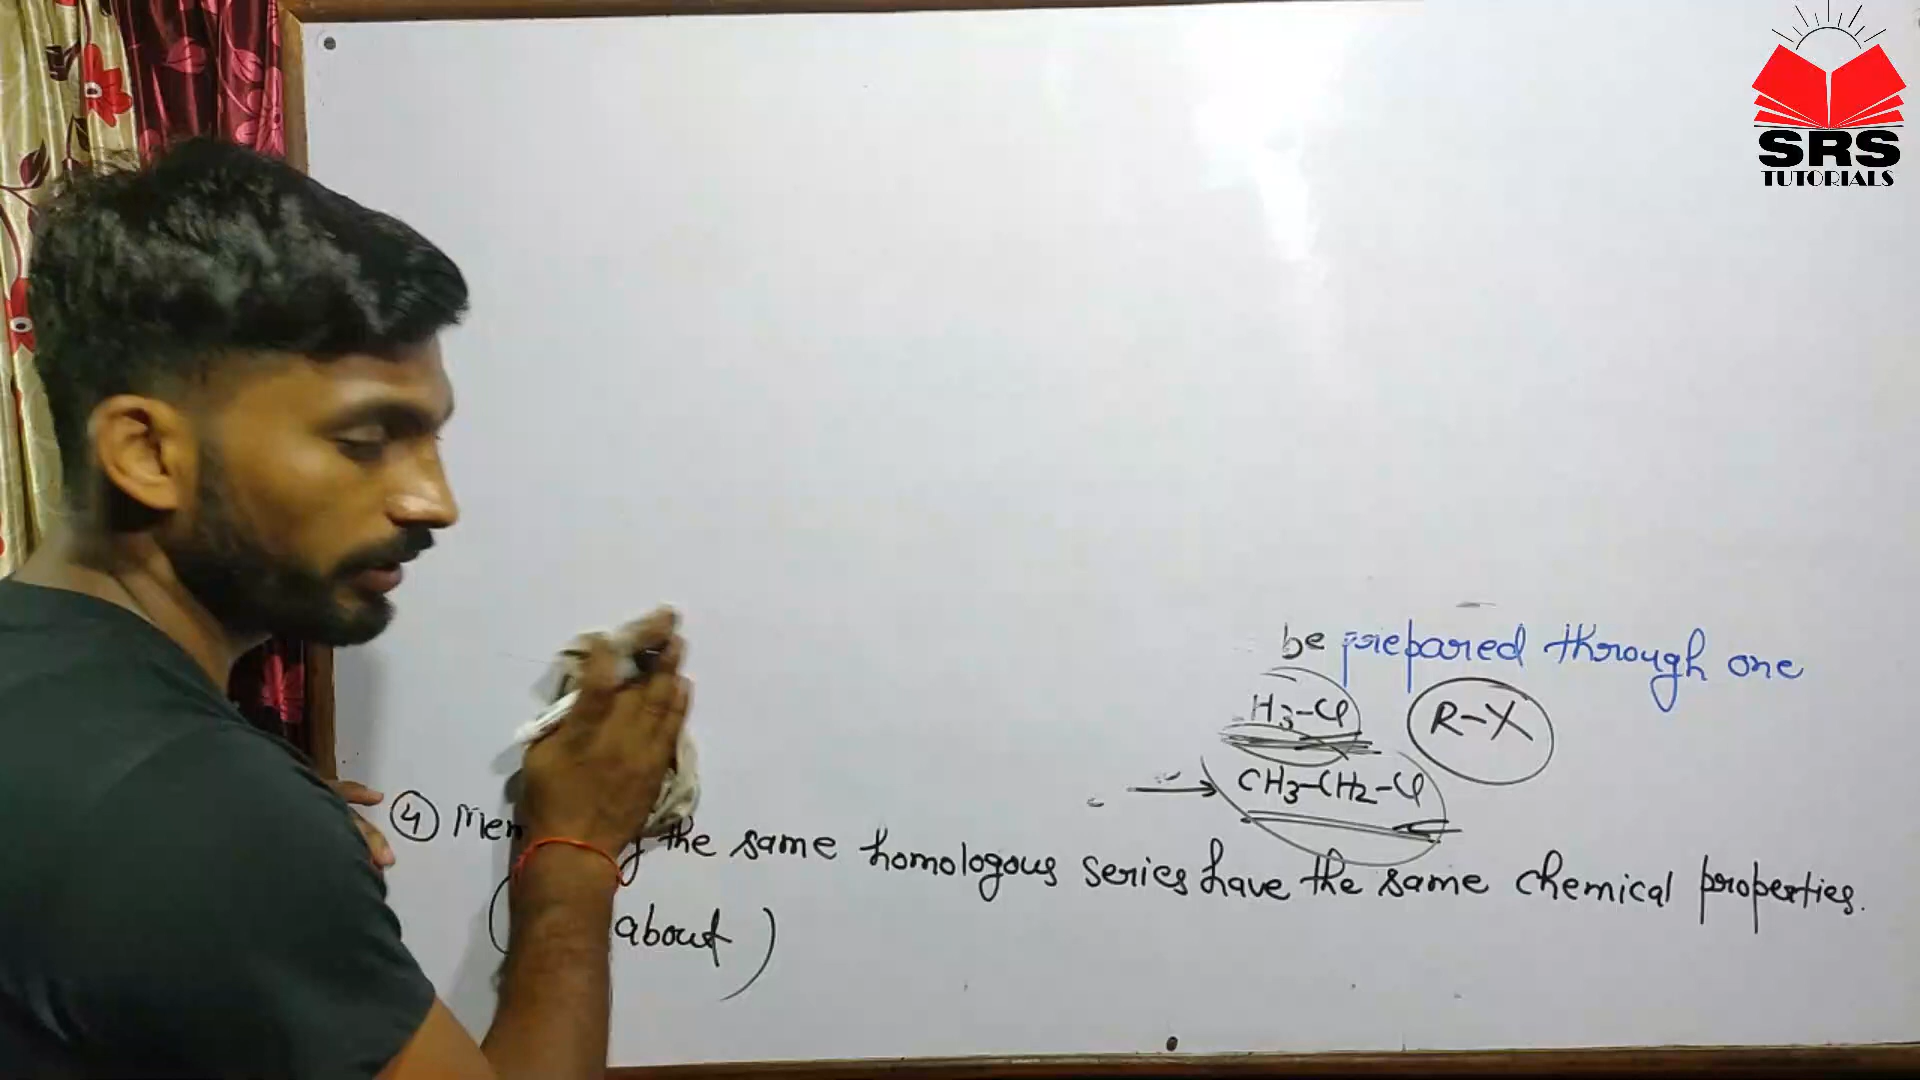 SRS
TUTORIALS
be prepared through one
H3-Cl
R-X
CH3-CH2-Cl
④ Mem the same homologous series have the same chemical properties.
( about )